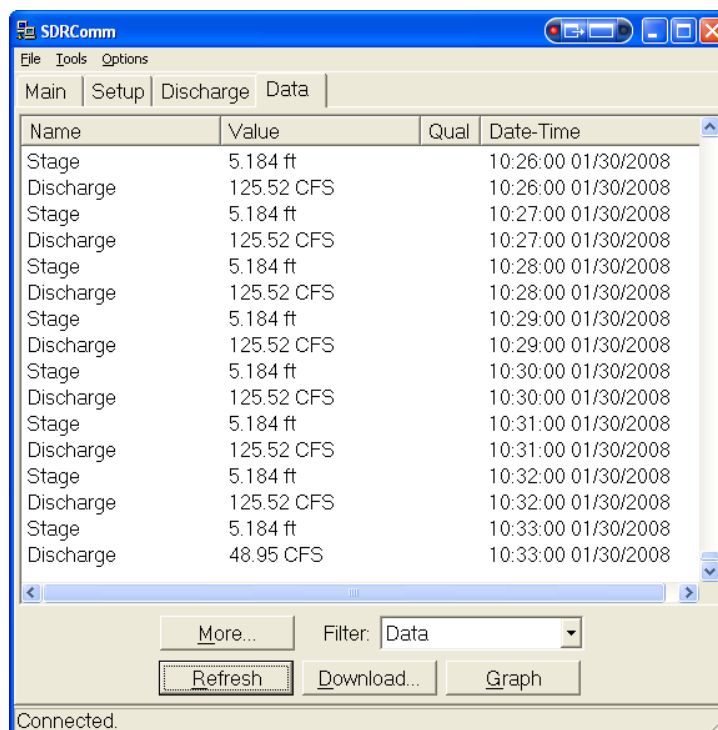 SDRComm
File Tools Options
Main Setup Discharge Data
Name Value Qual Date-Time
Stage 5.184 ft 10:26:00 01/30/2008
Discharge 125.52 CFS 10:26:00 01/30/2008
Stage 5.184 ft 10:27:00 01/30/2008
Discharge 125.52 CFS 10:27:00 01/30/2008
Stage 5.184 ft 10:28:00 01/30/2008
Discharge 125.52 CFS 10:28:00 01/30/2008
Stage 5.184 ft 10:29:00 01/30/2008
Discharge 125.52 CFS 10:29:00 01/30/2008
Stage 5.184 ft 10:30:00 01/30/2008
Discharge 125.52 CFS 10:30:00 01/30/2008
Stage 5.184 ft 10:31:00 01/30/2008
Discharge 125.52 CFS 10:31:00 01/30/2008
Stage 5.184 ft 10:32:00 01/30/2008
Discharge 125.52 CFS 10:32:00 01/30/2008
Stage 5.184 ft 10:33:00 01/30/2008
Discharge 48.95 CFS 10:33:00 01/30/2008
More... Filter: Data
Refresh Download... Graph
Connected.